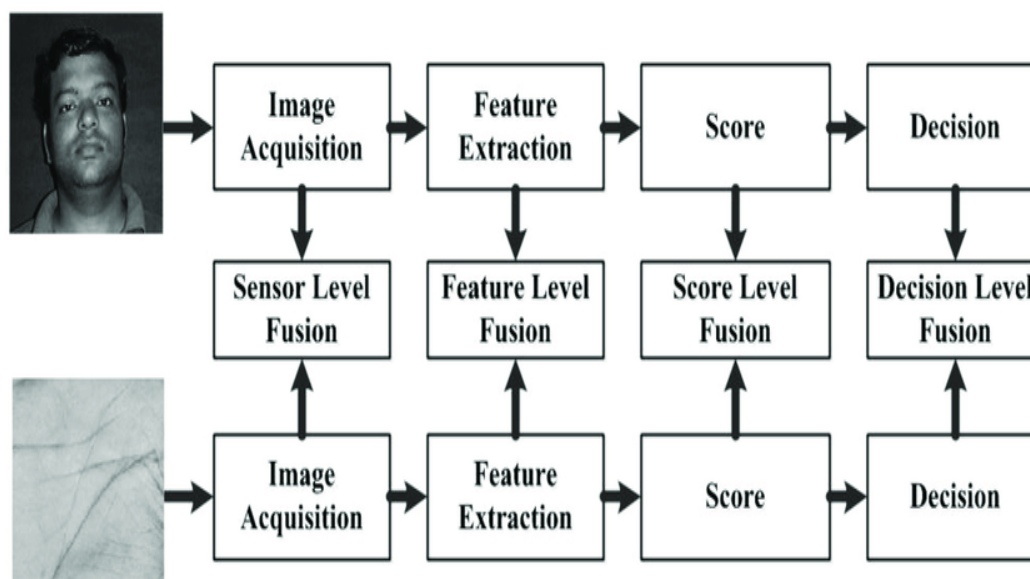 Image
Acquisition
Feature
Extraction
Score
Decision
Sensor Level
Fusion
Feature Level
Fusion
Score Level
Fusion
Decision Level
Fusion
Image
Acquisition
Feature
Extraction
Score
Decision